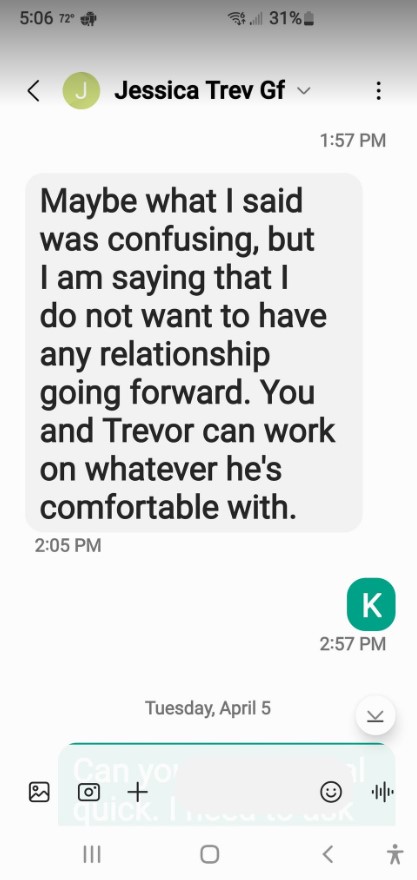 5:06 72° 31%
J Jessica Trev Gf
1:57 PM
Maybe what I said
was confusing, but
I am saying that I
do not want to have
any relationship
going forward. You
and Trevor can work
on whatever he's
comfortable with.
2:05 PM
K
2:57 PM
Tuesday, April 5
Can you
quick. I need to ask